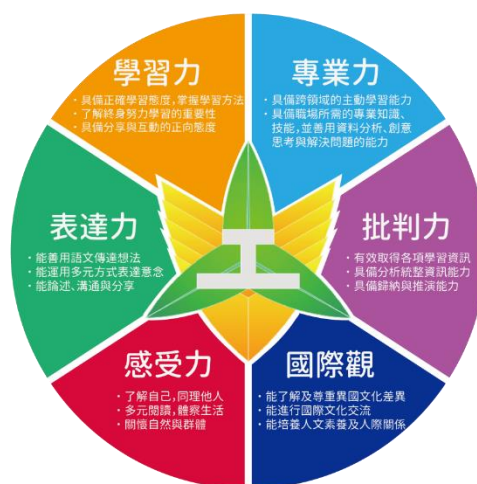 學習力
・具備正確學習態度，掌握學習方法
・了解終身努力學習的重要性
・具備分享與互動的正向態度
專業力
・具備跨領域的主動學習能力
・具備職場所需的專業知識、
技能，並善用資料分析、創意
思考與解決問題的能力
表達力
・能善用語文傳達想法
・能運用多元方式表達意念
・能論述、溝通與分享
批判力
・有效取得各項學習資訊
・具備分析統整資訊能力
・具備歸納與推演能力
工
感受力
・了解自己，同理他人
・多元閱讀，體察生活
・關懷自然與群體
國際觀
・能了解及尊重異國文化差異
・能進行國際文化交流
・能培養人文素養及人際關係